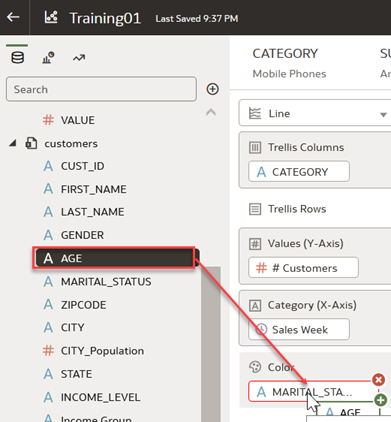 Training01 Last Saved 9:37 PM
Search
# VALUE
customers
A CUST_ID
A FIRST_NAME
A LAST_NAME
A GENDER
A AGE
A MARITAL_STATUS
A ZIPCODE
A CITY
# CITY_Population
A STATE
A INCOME_LEVEL
A Income Group
CATEGORY SU
Mobile Phones Ar
Line
Trellis Columns
A CATEGORY
Trellis Rows
Values (Y-Axis)
# # Customers
A Category (X-Axis)
Sales Week
Color
A MARITAL_STA...
A AGE